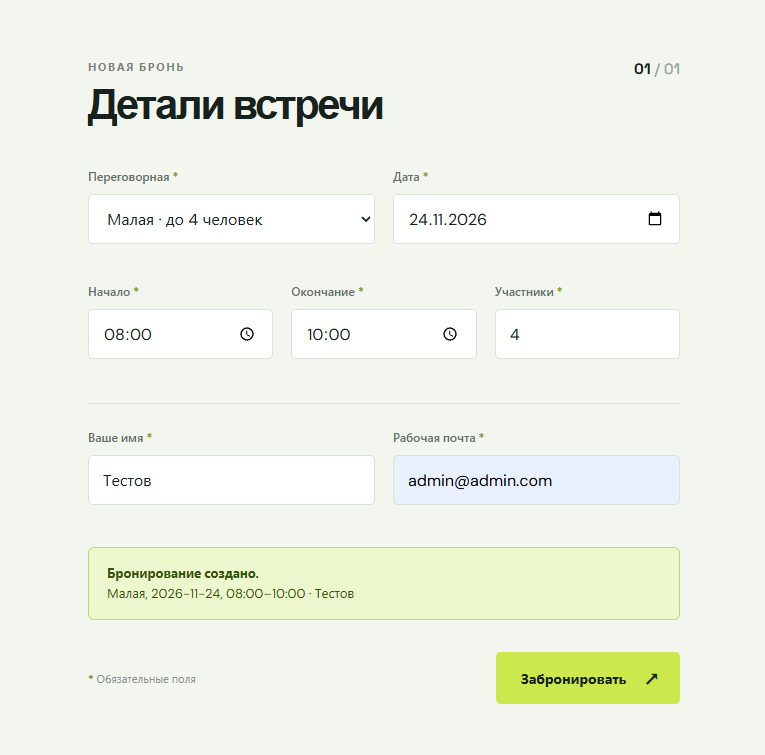 НОВАЯ БРОНЬ
01 / 01
Детали встречи
Переговорная *
Дата *
Малая · до 4 человек
24.11.2026
Начало *
Окончание *
Участники *
08:00
10:00
4
Ваше имя *
Рабочая почта *
Тестов
admin@admin.com
Бронирование создано.
Малая, 2026-11-24, 08:00–10:00 · Тестов
* Обязательные поля
Забронировать ↗